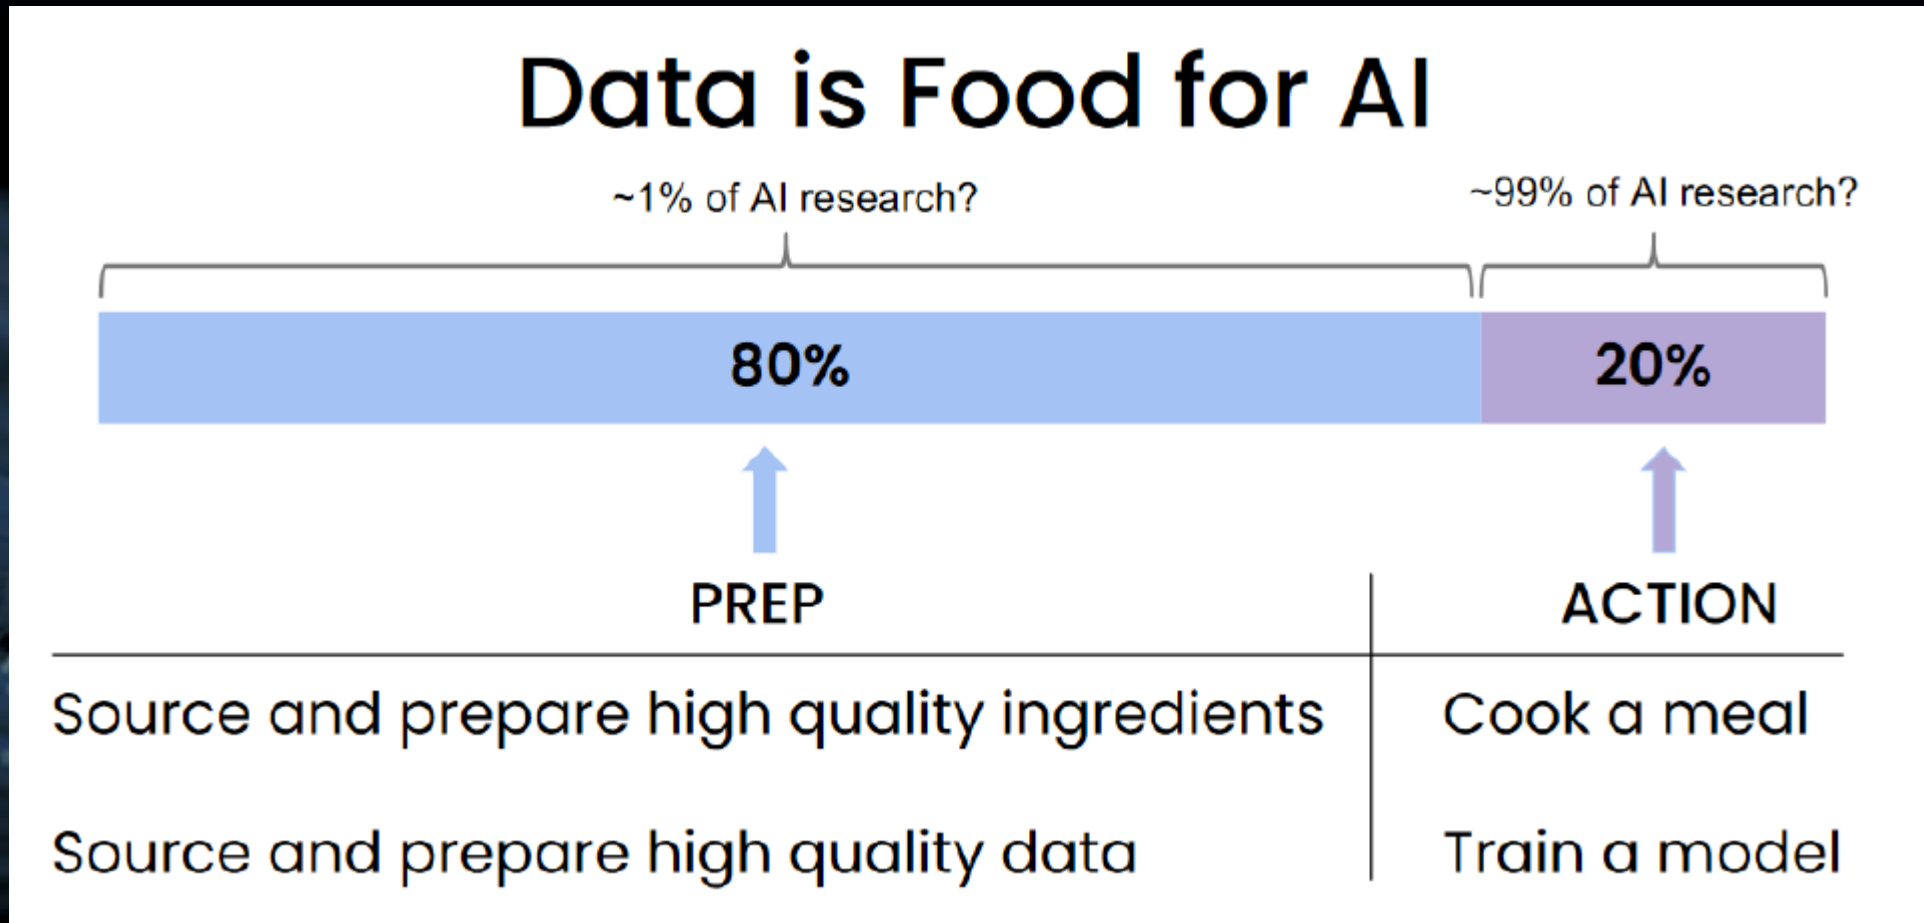 Data is Food for AI
~1% of AI research?
~99% of AI research?
80%
20%
PREP
ACTION
Source and prepare high quality ingredients
Cook a meal
Source and prepare high quality data
Train a model